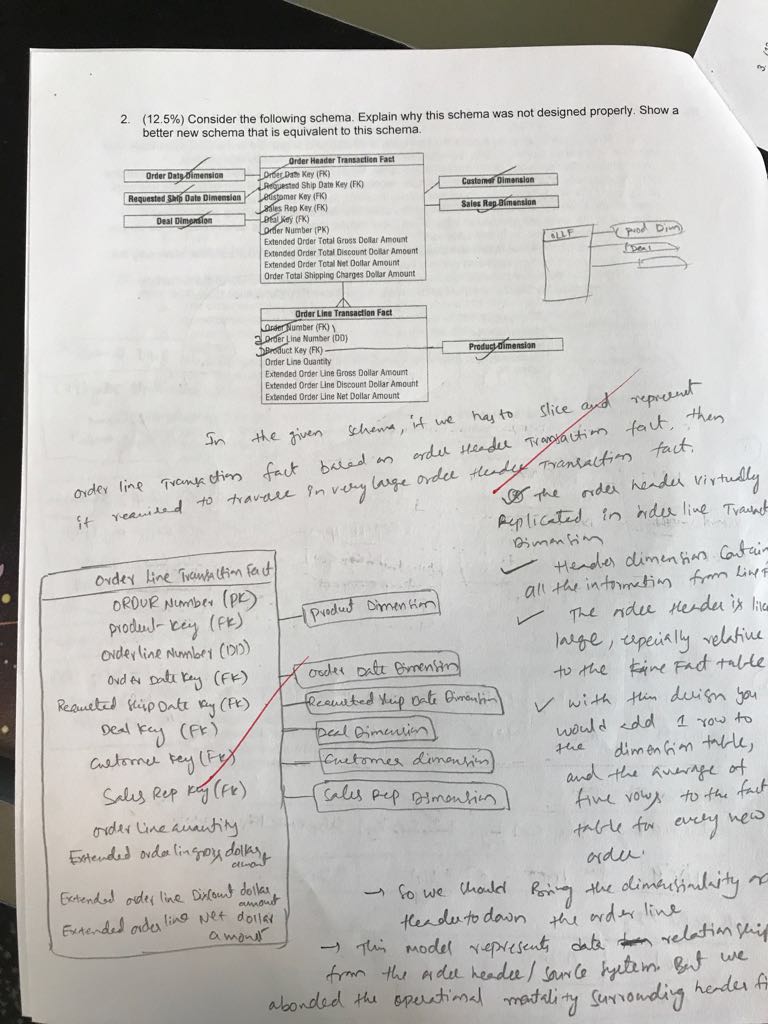 2. (12.5%) Consider the following schema. Explain why this schema was not designed properly. Show a
better new schema that is equivalent to this schema.
Order Header Transaction Fact
Order Date Key (FK)
Requested Ship Date Key (FK)
Customer Key (FK)
Sales Rep Key (FK)
Deal Key (FK)
Order Number (PK)
Extended Order Total Gross Dollar Amount
Extended Order Total Discount Dollar Amount
Extended Order Total Net Dollar Amount
Order Total Shipping Charges Dollar Amount
Order Date Dimension
Requested Ship Date Dimension
Deal Dimension
Customer Dimension
Sales Rep Dimension
OLLF
Prod Dim
Deal
Order Line Transaction Fact
Order Number (FK)
Order Line Number (DD)
Product Key (FK)
Order Line Quantity
Extended Order Line Gross Dollar Amount
Extended Order Line Discount Dollar Amount
Extended Order Line Net Dollar Amount
Product Dimension
In the given schema, if we has to slice and represent
order line Transaction fact based on order Header Transaction fact, then
it required to travase in very large order Header Transaction fact.
the order header virtually
Replicated in order line
Dimension
Header dimension Contain
all the information from Line
The order Header is
large, especially relative
to the Fact table
with this design you
would add 1 row to
the dimension table,
and the average of
five rows to the fact
table for every new
order.
Order Line Transaction Fact
ORDER Number (PK)
product-key (FK)
Orderline Number (DD)
Order Date Key (FK)
Requested Ship Date Key (FK)
Deal Key (FK)
Customer Key (FK)
Sales Rep Key (FK)
order Line quantity
Extended order line gross dollar
amount
Extended order line Discount dollar
amount
Extended order line Net dollar
amount
Product Dimension
order Date Dimension
Requested Ship Date Dimension
Deal Dimension
Customer dimension
Sales Rep Dimension
→ So we should Bring the
Header to down the order line
→ This model represents data relationship
from the order header / source system. But we
the operational mentality surrounding header